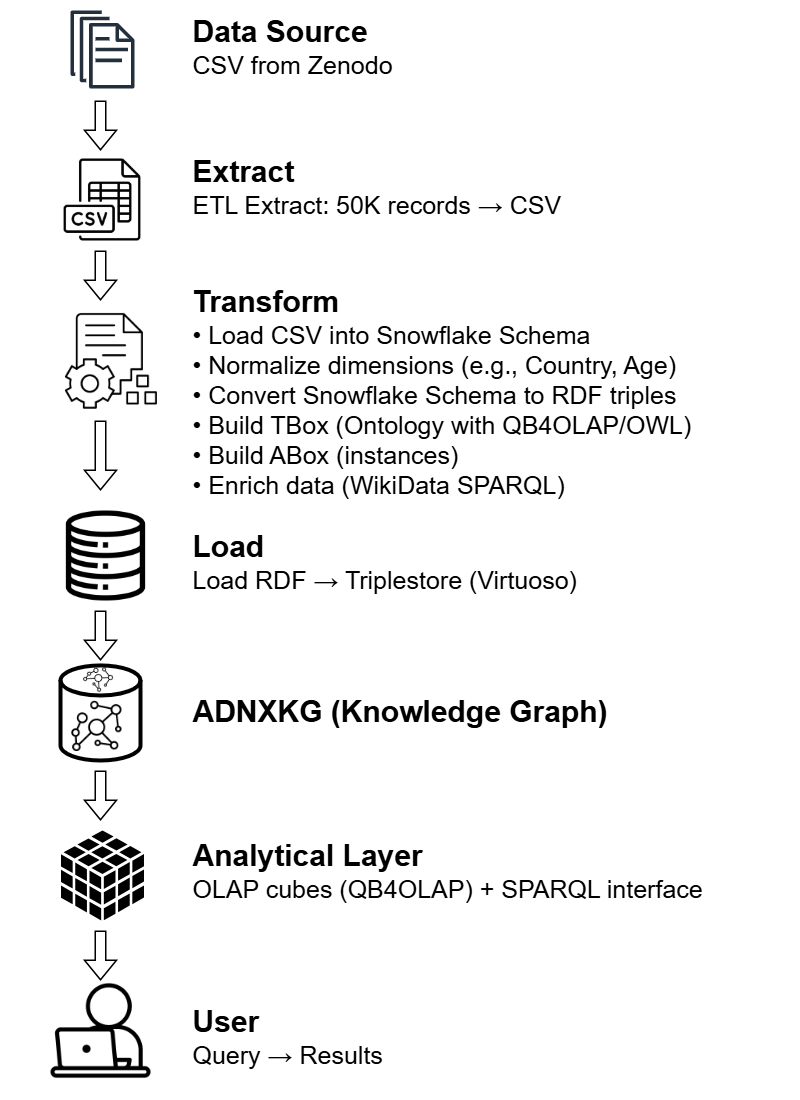 Data Source
CSV from Zenodo
Extract
CSV
ETL Extract: 50K records → CSV
Transform
• Load CSV into Snowflake Schema
• Normalize dimensions (e.g., Country, Age)
• Convert Snowflake Schema to RDF triples
• Build TBox (Ontology with QB4OLAP/OWL)
• Build ABox (instances)
• Enrich data (WikiData SPARQL)
Load
Load RDF → Triplestore (Virtuoso)
ADNXKG (Knowledge Graph)
Analytical Layer
OLAP cubes (QB4OLAP) + SPARQL interface
User
Query → Results